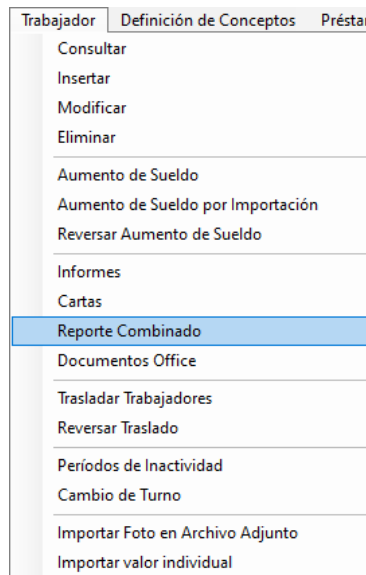 Trabajador Definición de Conceptos
Consultar
Insertar
Modificar
Eliminar
Aumento de Sueldo
Aumento de Sueldo por Importación
Reversar Aumento de Sueldo
Informes
Cartas
Reporte Combinado
Documentos Office
Trasladar Trabajadores
Reversar Traslado
Períodos de Inactividad
Cambio de Turno
Importar Foto en Archivo Adjunto
Importar valor individual